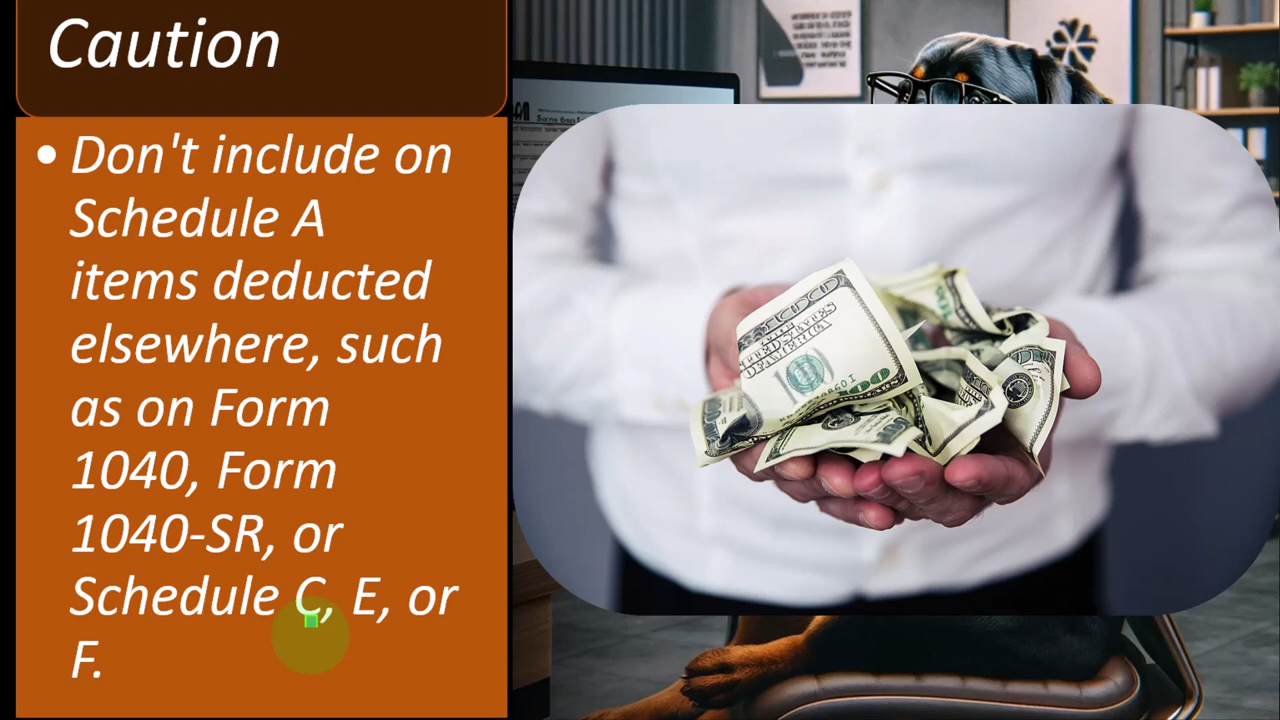 Caution
• Don't include on
Schedule A
items deducted
elsewhere, such
as on Form
1040, Form
1040-SR, or
Schedule C, E, or
F.
100